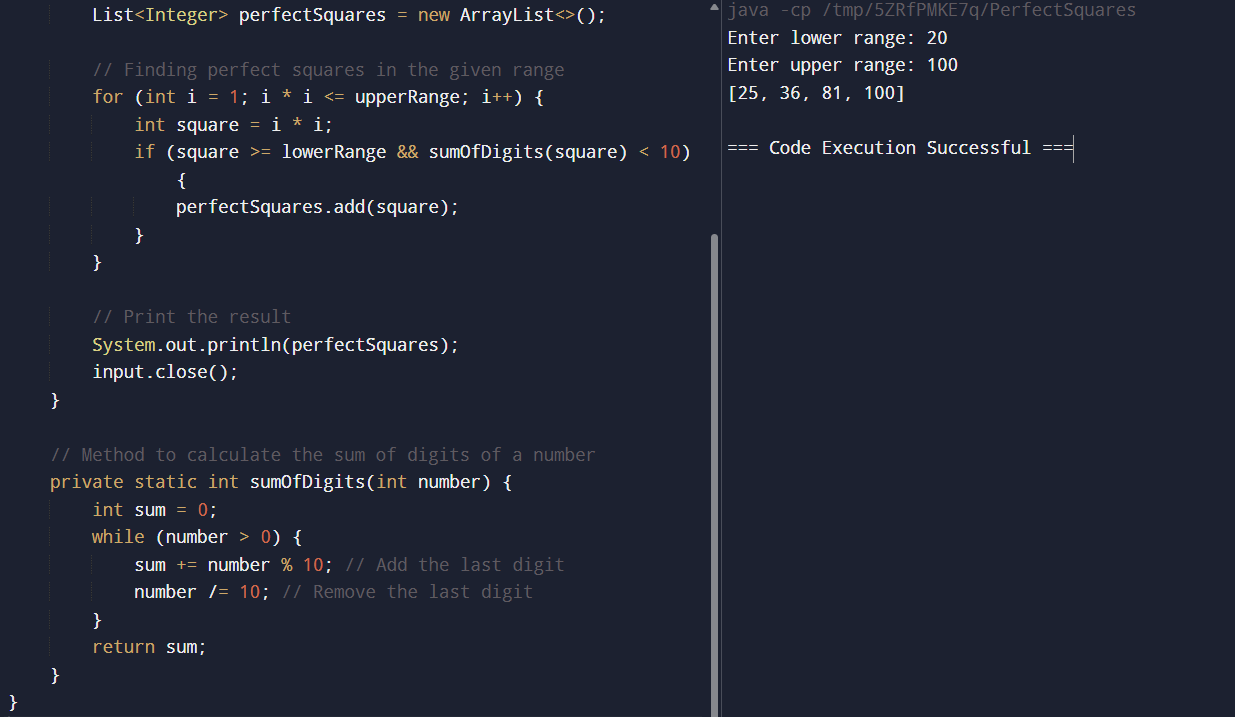 List<Integer> perfectSquares = new ArrayList<>();
// Finding perfect squares in the given range
for (int i = 1; i * i <= upperRange; i++) {
int square = i * i;
if (square >= lowerRange && sumOfDigits(square) < 10)
{
perfectSquares.add(square);
}
}
// Print the result
System.out.println(perfectSquares);
input.close();
}
// Method to calculate the sum of digits of a number
private static int sumOfDigits(int number) {
int sum = 0;
while (number > 0) {
sum += number % 10; // Add the last digit
number /= 10; // Remove the last digit
}
return sum;
}
}
java -cp /tmp/5ZRfPMKE7q/PerfectSquares
Enter lower range: 20
Enter upper range: 100
[25, 36, 81, 100]
=== Code Execution Successful ===